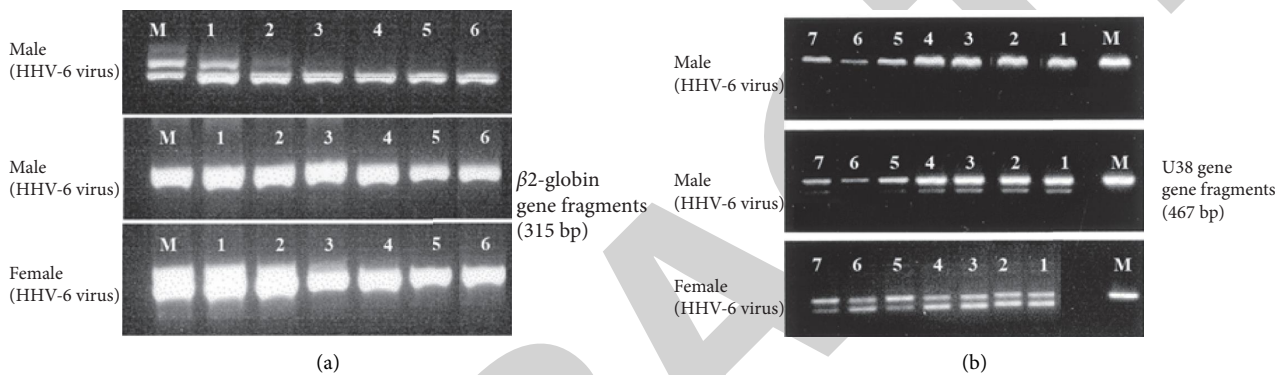 Male
(HHV-6 virus)
M 1 2 3 4 5 6
Male
(HHV-6 virus)
M 1 2 3 4 5 6
Female
(HHV-6 virus)
M 1 2 3 4 5 6
β2-globin
gene fragments
(315 bp)
(a)
Male
(HHV-6 virus)
7 6 5 4 3 2 1 M
Male
(HHV-6 virus)
7 6 5 4 3 2 1 M
Female
(HHV-6 virus)
7 6 5 4 3 2 1 M
U38 gene
gene fragments
(467 bp)
(b)